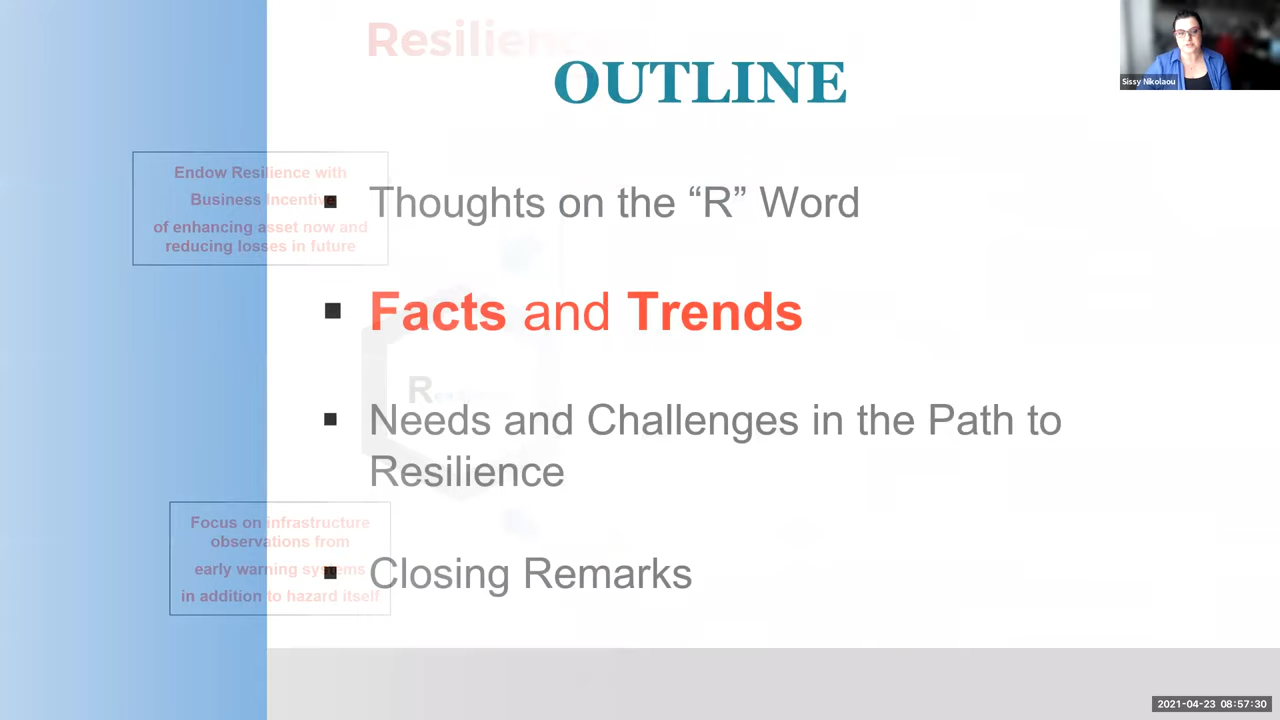 Resilience
OUTLINE
Sissy Nikolaou
Endow Resilience with
Business Incentive
of enhancing asset now and
reducing losses in future
▪ Thoughts on the “R” Word
▪ Facts and Trends
R
▪ Needs and Challenges in the Path to
Resilience
Focus on infrastructure
observations from
early warning systems
in addition to hazard itself
▪ Closing Remarks
2021-04-23 08:57:30